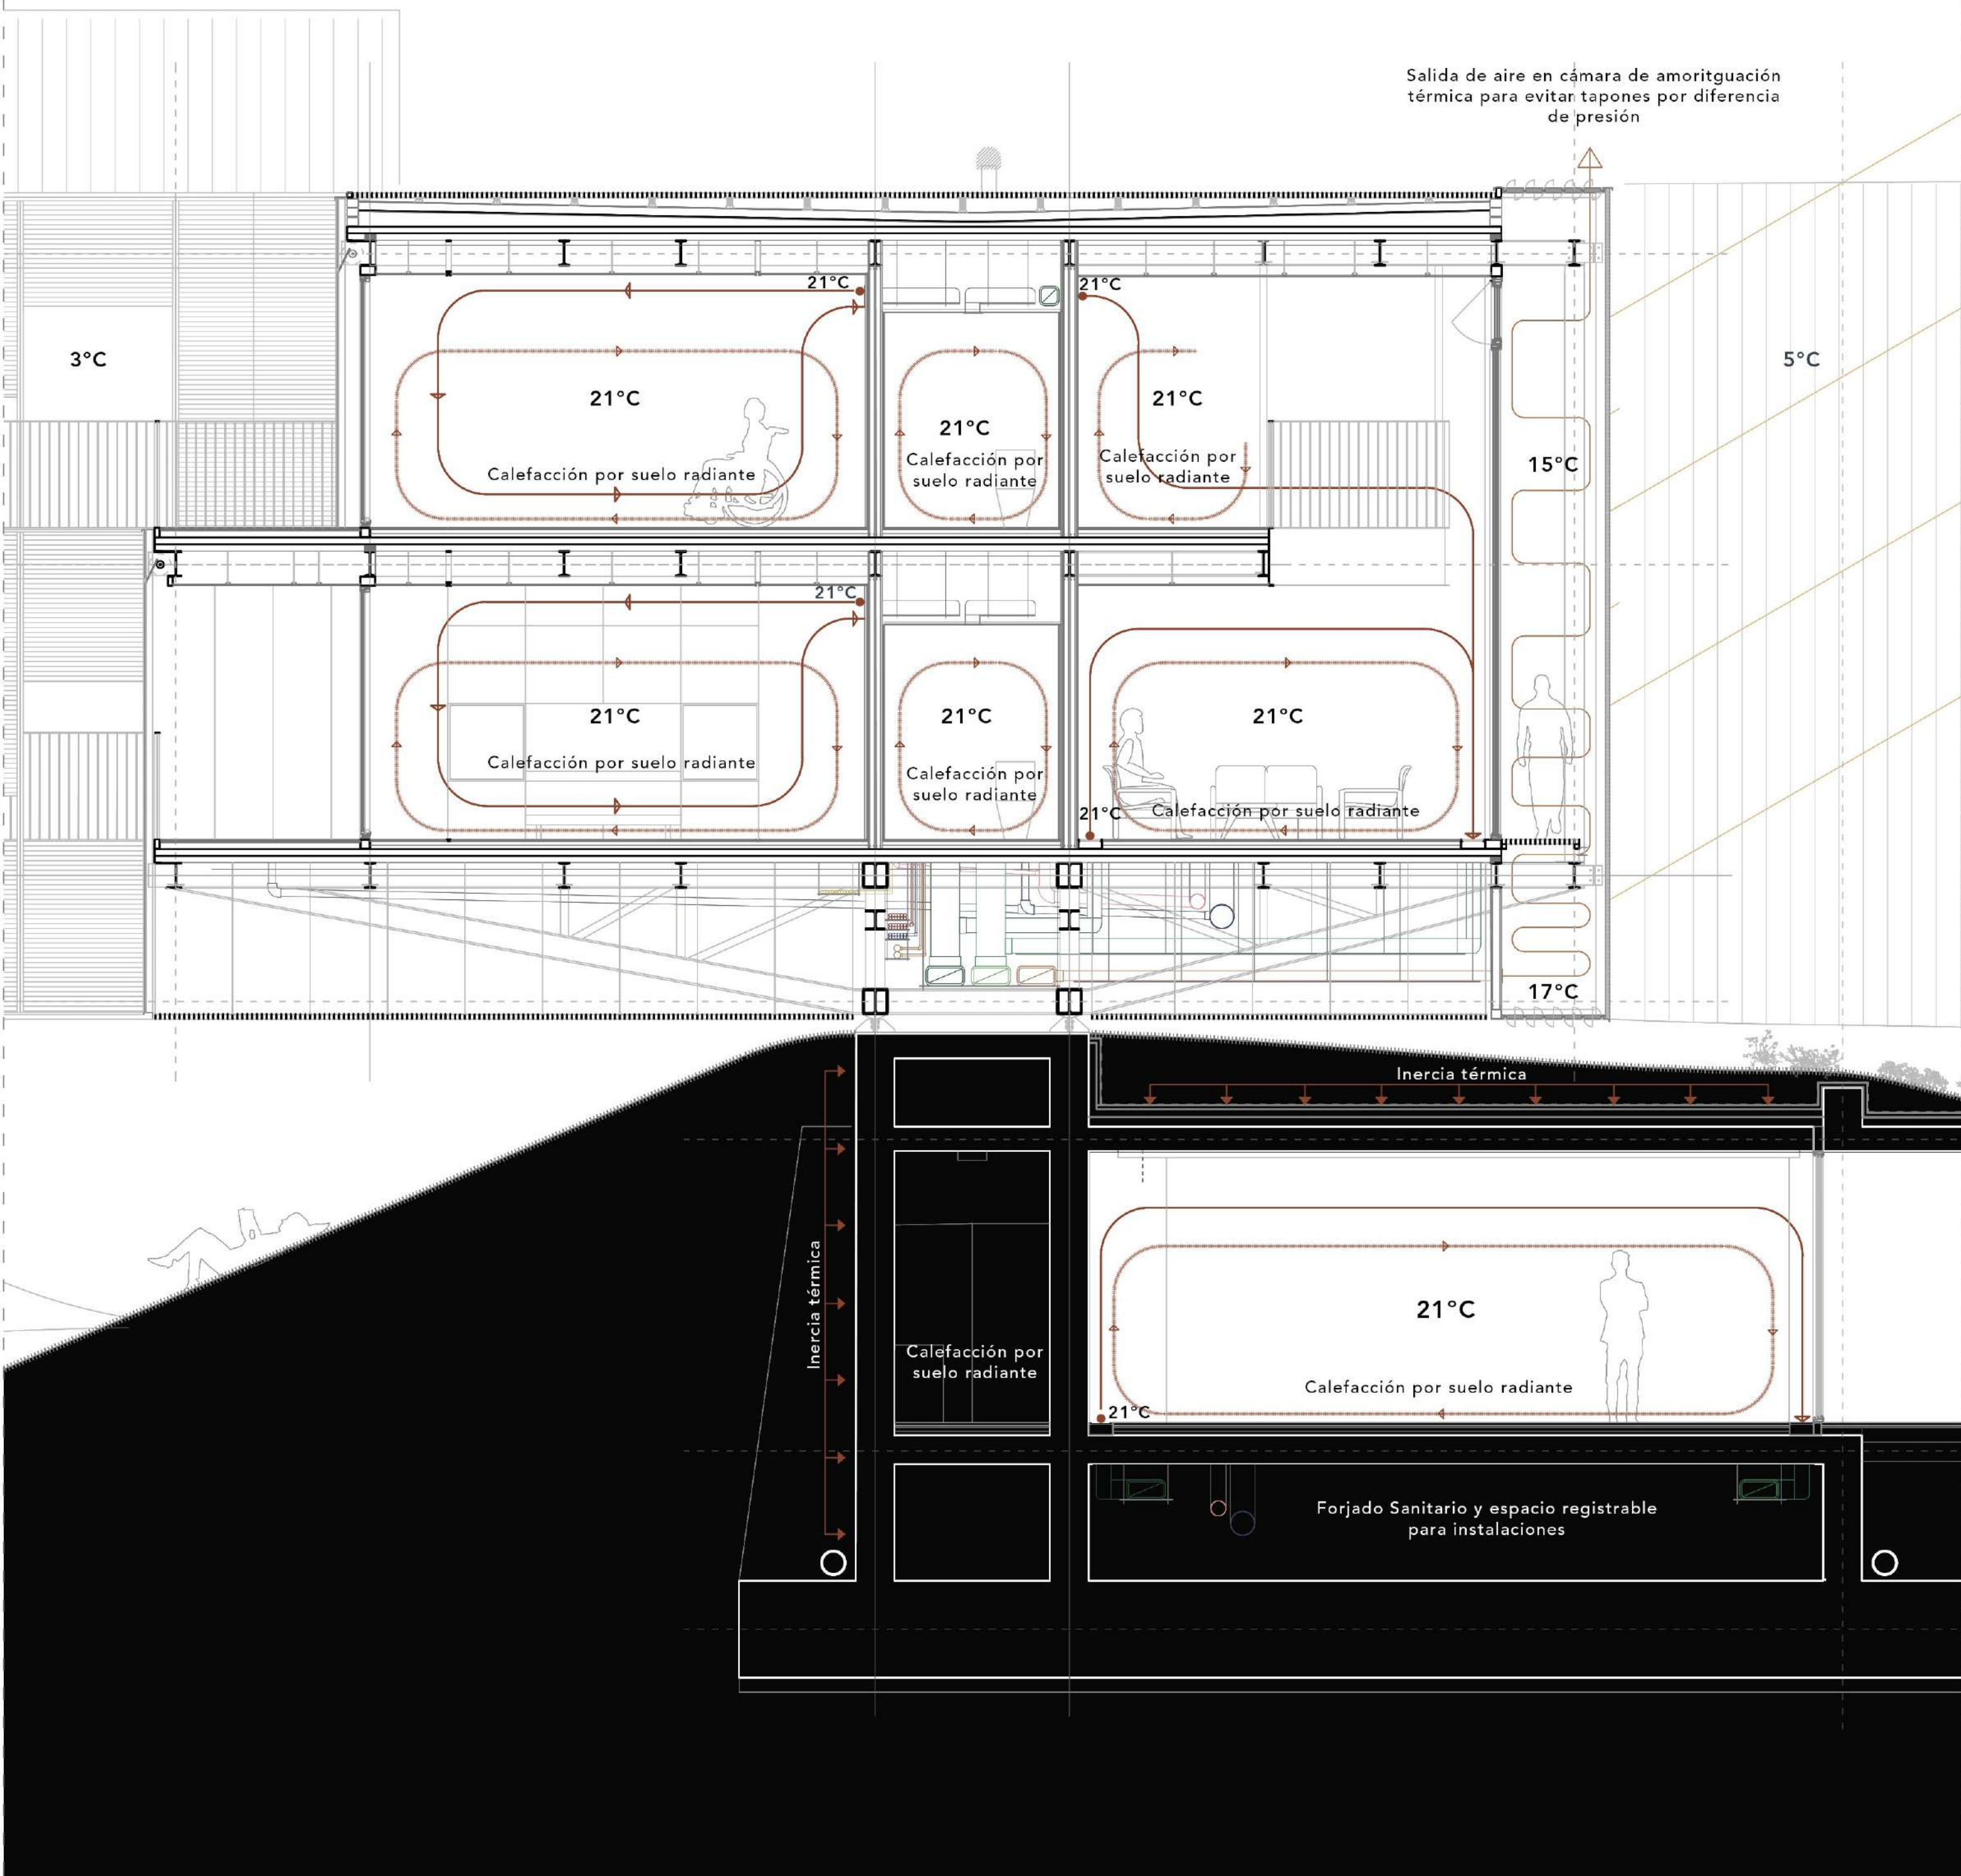 Salida de aire en cámara de amoritguación
térmica para evitar tapones por diferencia
de presión
21°C
21°C
3°C
5°C
21°C
21°C
21°C
Calefacción por suelo radiante
Calefacción por
suelo radiante
Calefacción por
suelo radiante
15°C
21°C
21°C
21°C
21°C
Calefacción por suelo radiante
Calefacción por
suelo radiante
21°C
Calefacción por suelo radiante
17°C
Inercia térmica
Inercia térmica
21°C
Calefacción por
suelo radiante
Calefacción por suelo radiante
21°C
Forjado Sanitario y espacio registrable
para instalaciones